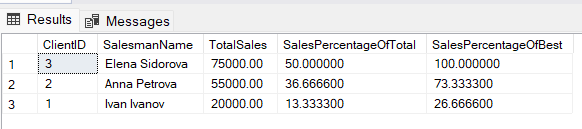 Results Messages
ClientID SalesmanName TotalSales SalesPercentageOfTotal SalesPercentageOfBest
1 3 Elena Sidorova 75000.00 50.000000 100.000000
2 2 Anna Petrova 55000.00 36.666600 73.333300
3 1 Ivan Ivanov 20000.00 13.333300 26.666600